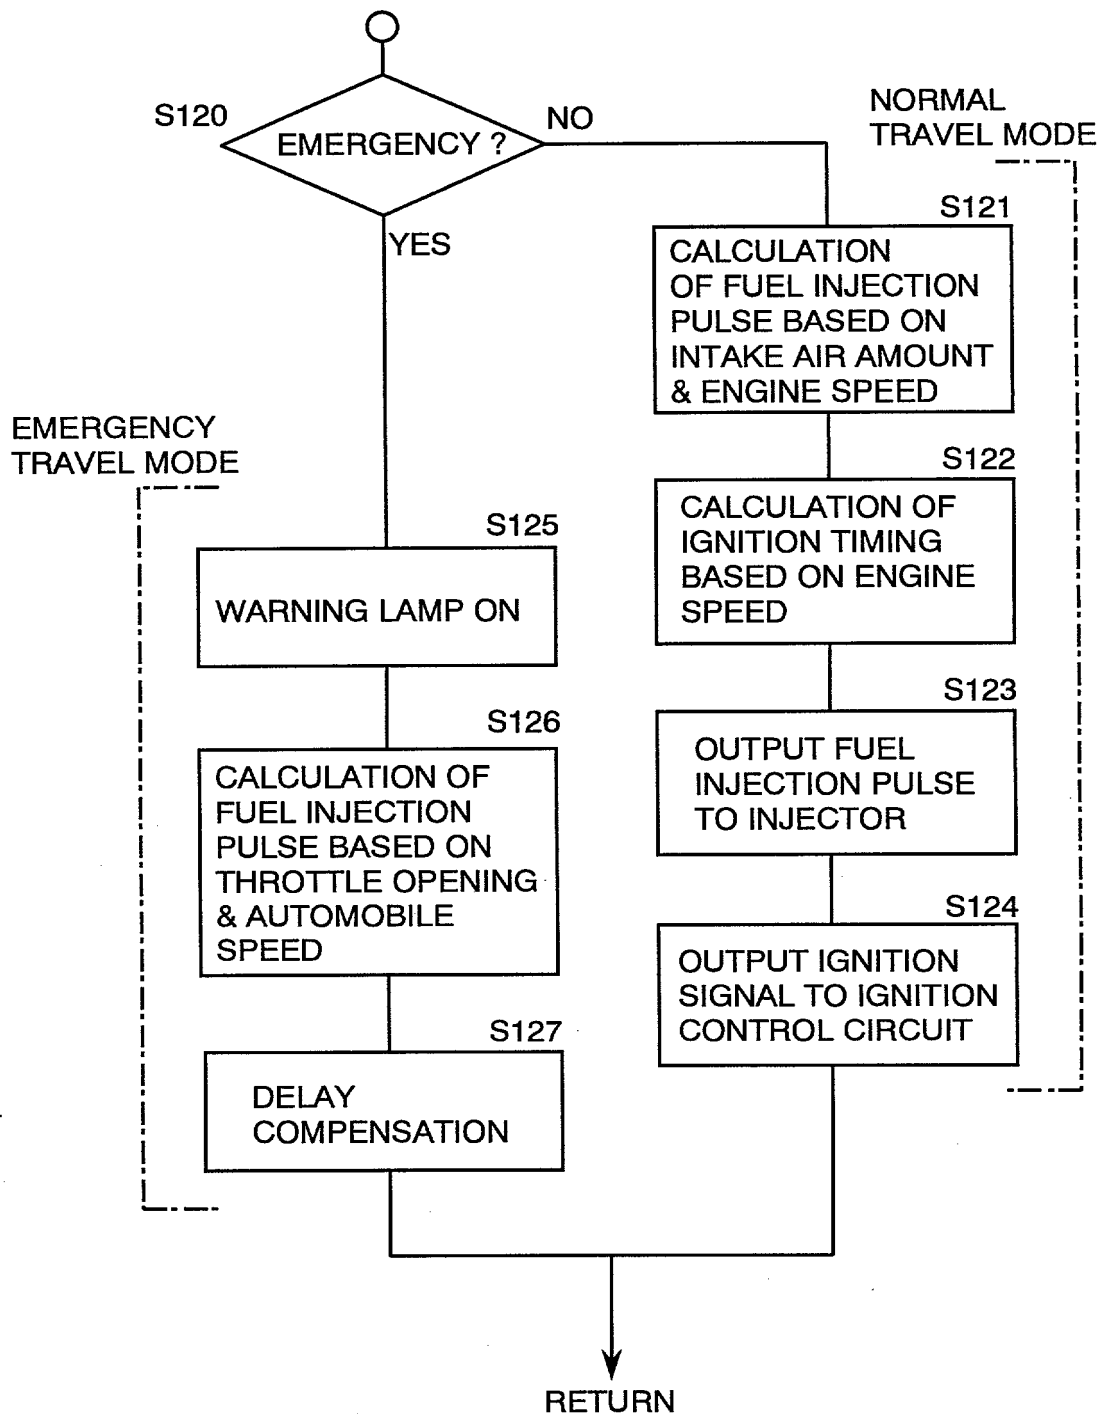 S120
EMERGENCY ?
NO
YES
NORMAL
TRAVEL MODE
S121
CALCULATION
OF FUEL INJECTION
PULSE BASED ON
INTAKE AIR AMOUNT
& ENGINE SPEED
S122
CALCULATION OF
IGNITION TIMING
BASED ON ENGINE
SPEED
S123
OUTPUT FUEL
INJECTION PULSE
TO INJECTOR
S124
OUTPUT IGNITION
SIGNAL TO IGNITION
CONTROL CIRCUIT
EMERGENCY
TRAVEL MODE
S125
WARNING LAMP ON
S126
CALCULATION OF
FUEL INJECTION
PULSE BASED ON
THROTTLE OPENING
& AUTOMOBILE
SPEED
S127
DELAY
COMPENSATION
RETURN